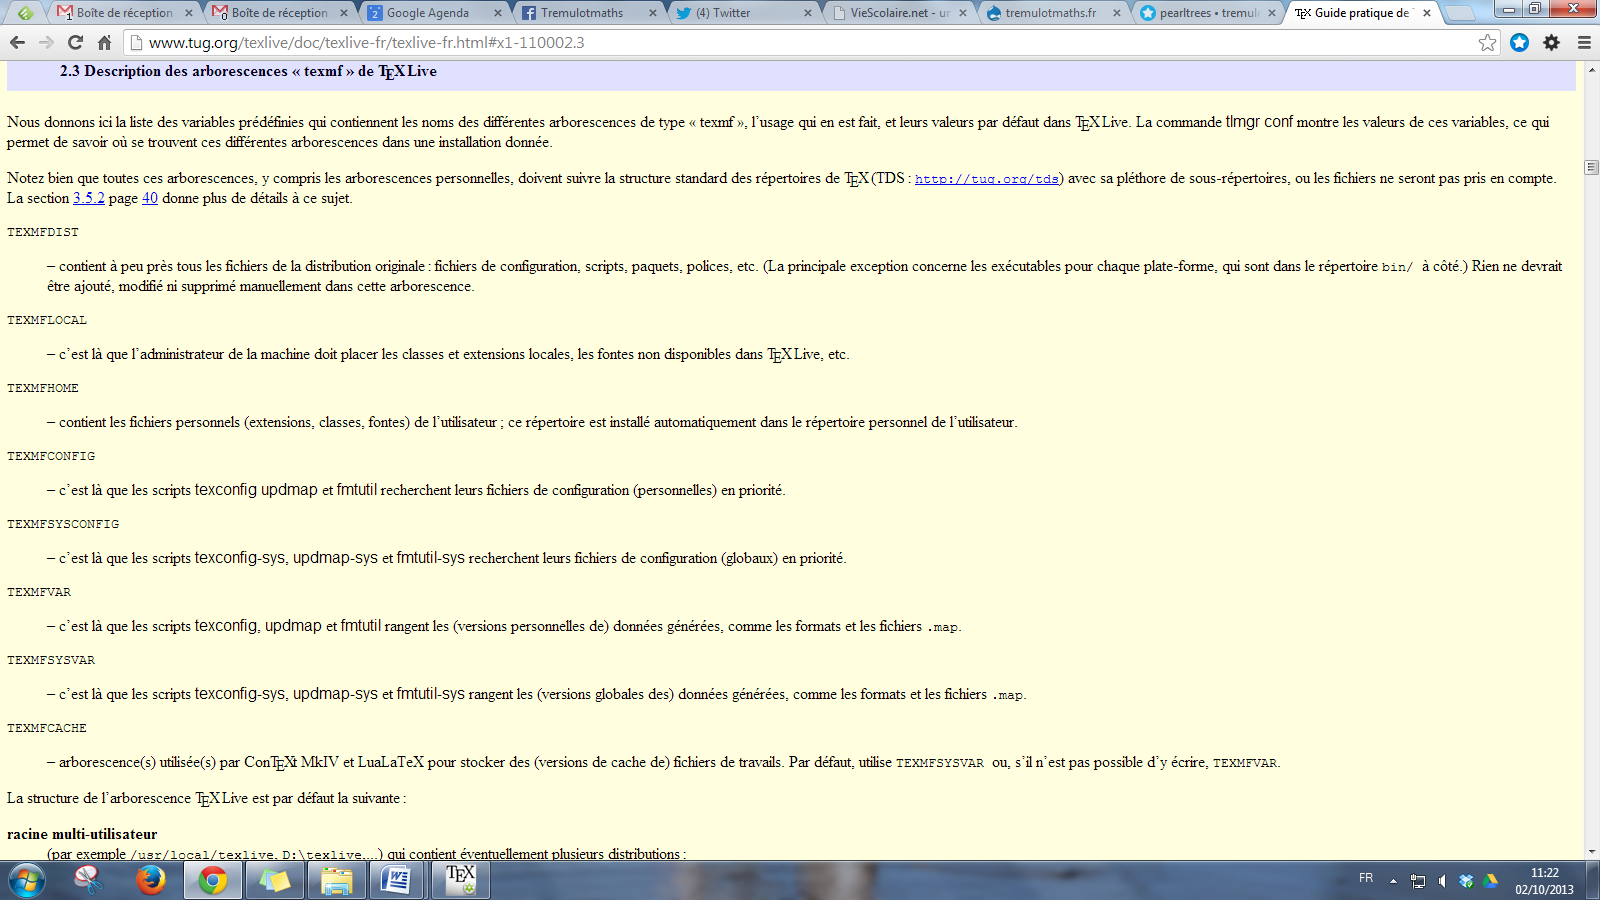 Boîte de réception
Boîte de réception
Google Agenda
Tremulotmaths
(4) Twitter
VieScolaire.net - un
tremulotmaths.fr
pearltrees • tremul
Guide pratique de
www.tug.org/texlive/doc/texlive-fr/texlive-fr.html#x1-110002.3
2.3 Description des arborescences « texmf » de TEX Live
Nous donnons ici la liste des variables prédéfinies qui contiennent les noms des différentes arborescences de type « texmf », l’usage qui en est fait, et leurs valeurs par défaut dans TEX Live. La commande tlmgr conf montre les valeurs de ces variables, ce qui
permet de savoir où se trouvent ces différentes arborescences dans une installation donnée.
Notez bien que toutes ces arborescences, y compris les arborescences personnelles, doivent suivre la structure standard des répertoires de TEX (TDS : http://tug.org/tds) avec sa pléthore de sous-répertoires, ou les fichiers ne seront pas pris en compte.
La section 3.5.2 page 40 donne plus de détails à ce sujet.
TEXMFDIST
– contient à peu près tous les fichiers de la distribution originale : fichiers de configuration, scripts, paquets, polices, etc. (La principale exception concerne les exécutables pour chaque plate-forme, qui sont dans le répertoire bin/ à côté.) Rien ne devrait
être ajouté, modifié ni supprimé manuellement dans cette arborescence.
TEXMFLOCAL
– c’est là que l’administrateur de la machine doit placer les classes et extensions locales, les fontes non disponibles dans TEX Live, etc.
TEXMFHOME
– contient les fichiers personnels (extensions, classes, fontes) de l’utilisateur ; ce répertoire est installé automatiquement dans le répertoire personnel de l’utilisateur.
TEXMFCONFIG
– c’est là que les scripts texconfig updmap et fmtutil recherchent leurs fichiers de configuration (personnelles) en priorité.
TEXMFSYSCONFIG
– c’est là que les scripts texconfig-sys, updmap-sys et fmtutil-sys recherchent leurs fichiers de configuration (globaux) en priorité.
TEXMFVAR
– c’est là que les scripts texconfig, updmap et fmtutil rangent les (versions personnelles de) données générées, comme les formats et les fichiers .map.
TEXMFSYSVAR
– c’est là que les scripts texconfig-sys, updmap-sys et fmtutil-sys rangent les (versions globales des) données générées, comme les formats et les fichiers .map.
TEXMFCACHE
– arborescence(s) utilisée(s) par ConTEXt MkIV et LuaLaTeX pour stocker des (versions de cache de) fichiers de travails. Par défaut, utilise TEXMFSYSVAR ou, s’il n’est pas possible d’y écrire, TEXMFVAR.
La structure de l’arborescence TEX Live est par défaut la suivante :
racine multi-utilisateur
(par exemple /usr/local/texlive, D:\texlive,...) qui contient éventuellement plusieurs distributions :
TEX
FR
11:22
02/10/2013